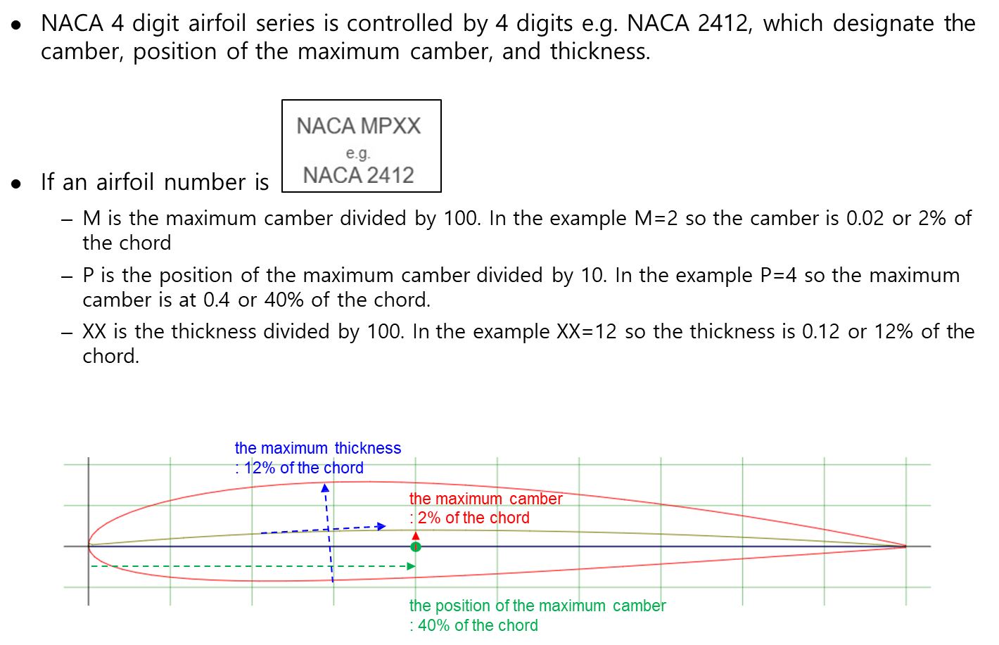 ● NACA 4 digit airfoil series is controlled by 4 digits e.g. NACA 2412, which designate the
camber, position of the maximum camber, and thickness.
NACA MPXX
e.g.
NACA 2412
● If an airfoil number is
– M is the maximum camber divided by 100. In the example M=2 so the camber is 0.02 or 2% of
the chord
– P is the position of the maximum camber divided by 10. In the example P=4 so the maximum
camber is at 0.4 or 40% of the chord.
– XX is the thickness divided by 100. In the example XX=12 so the thickness is 0.12 or 12% of the
chord.
the maximum thickness
: 12% of the chord
the maximum camber
: 2% of the chord
the position of the maximum camber
: 40% of the chord